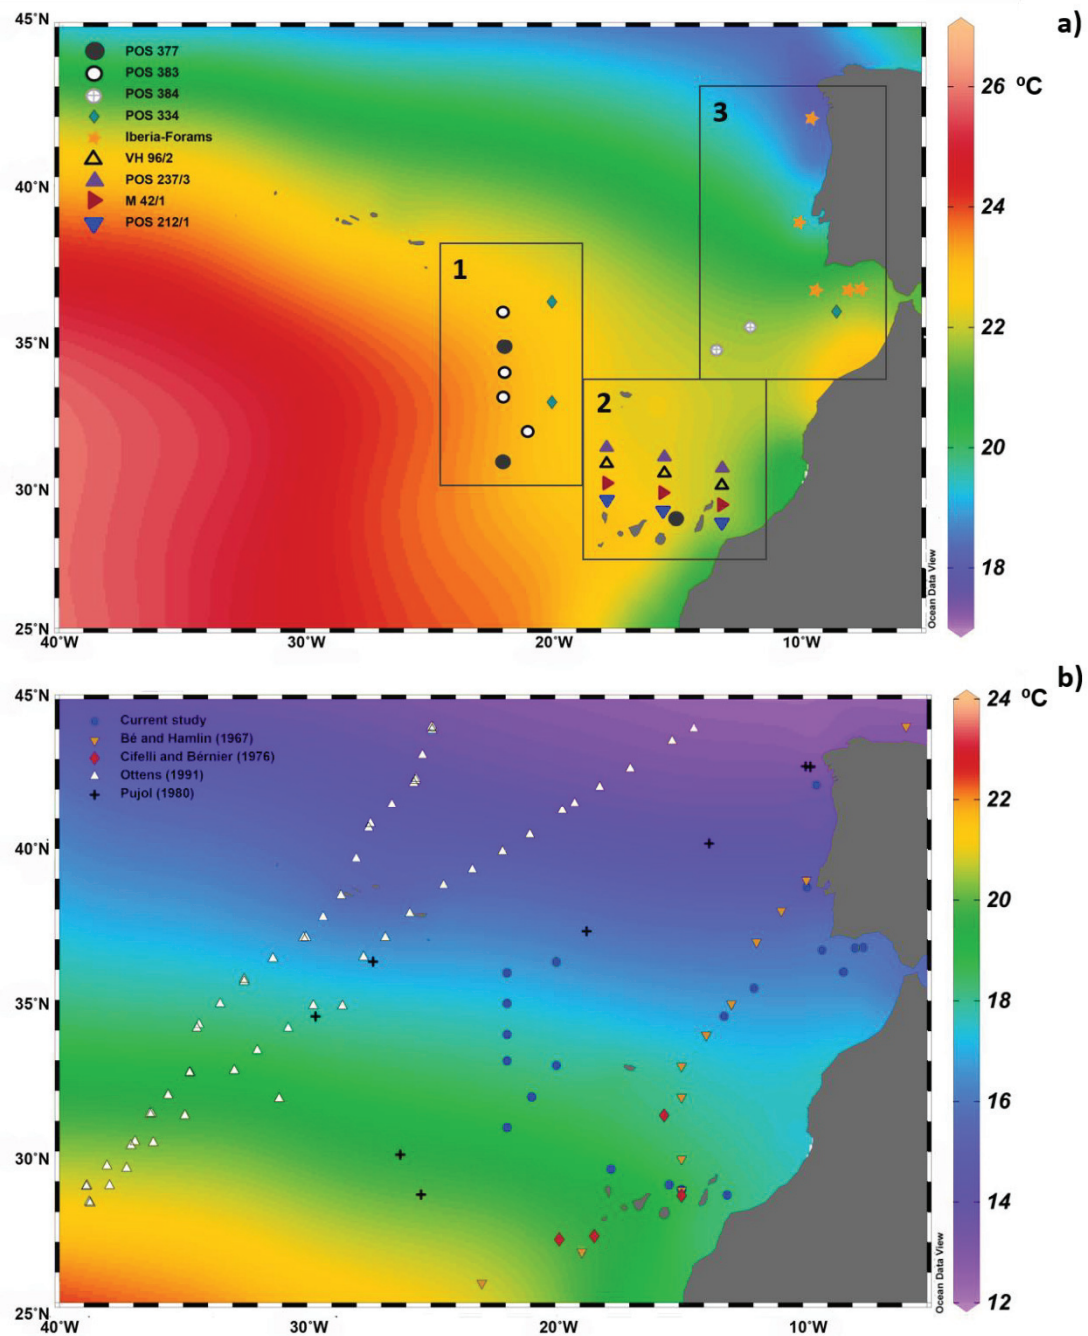 a)
45˚N
40˚N
35˚N
30˚N
25˚N
POS 377
POS 383
POS 384
POS 334
Iberia-Forams
VH 96/2
POS 237/3
M 42/1
POS 212/1
1
2
3
40˚W
30˚W
20˚W
10˚W
Ocean Data View
ºC
26
24
22
20
18
b)
45˚N
40˚N
35˚N
30˚N
25˚N
Current study
Bé and Hamlin (1967)
Cifelli and Bérnier (1976)
Ottens (1991)
Pujol (1980)
40˚W
30˚W
20˚W
10˚W
Ocean Data View
24 ºC
22
20
18
16
14
12